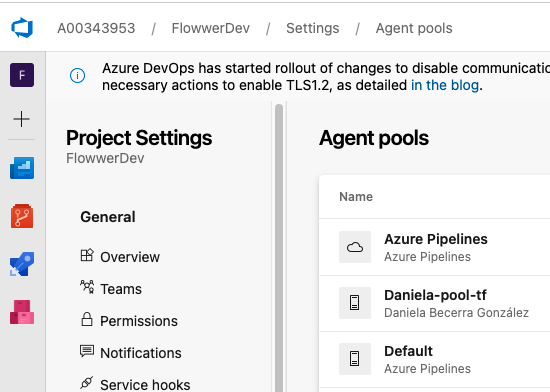 A00343953 / FlowwerDev / Settings / Agent pools
F
Azure DevOps has started rollout of changes to disable communicatio
necessary actions to enable TLS1.2, as detailed in the blog.
Project Settings
FlowwerDev
General
Overview
Teams
Permissions
Notifications
Service hooks
Agent pools
Name
Azure Pipelines
Azure Pipelines
Daniela-pool-tf
Daniela Becerra González
Default
Azure Pipelines